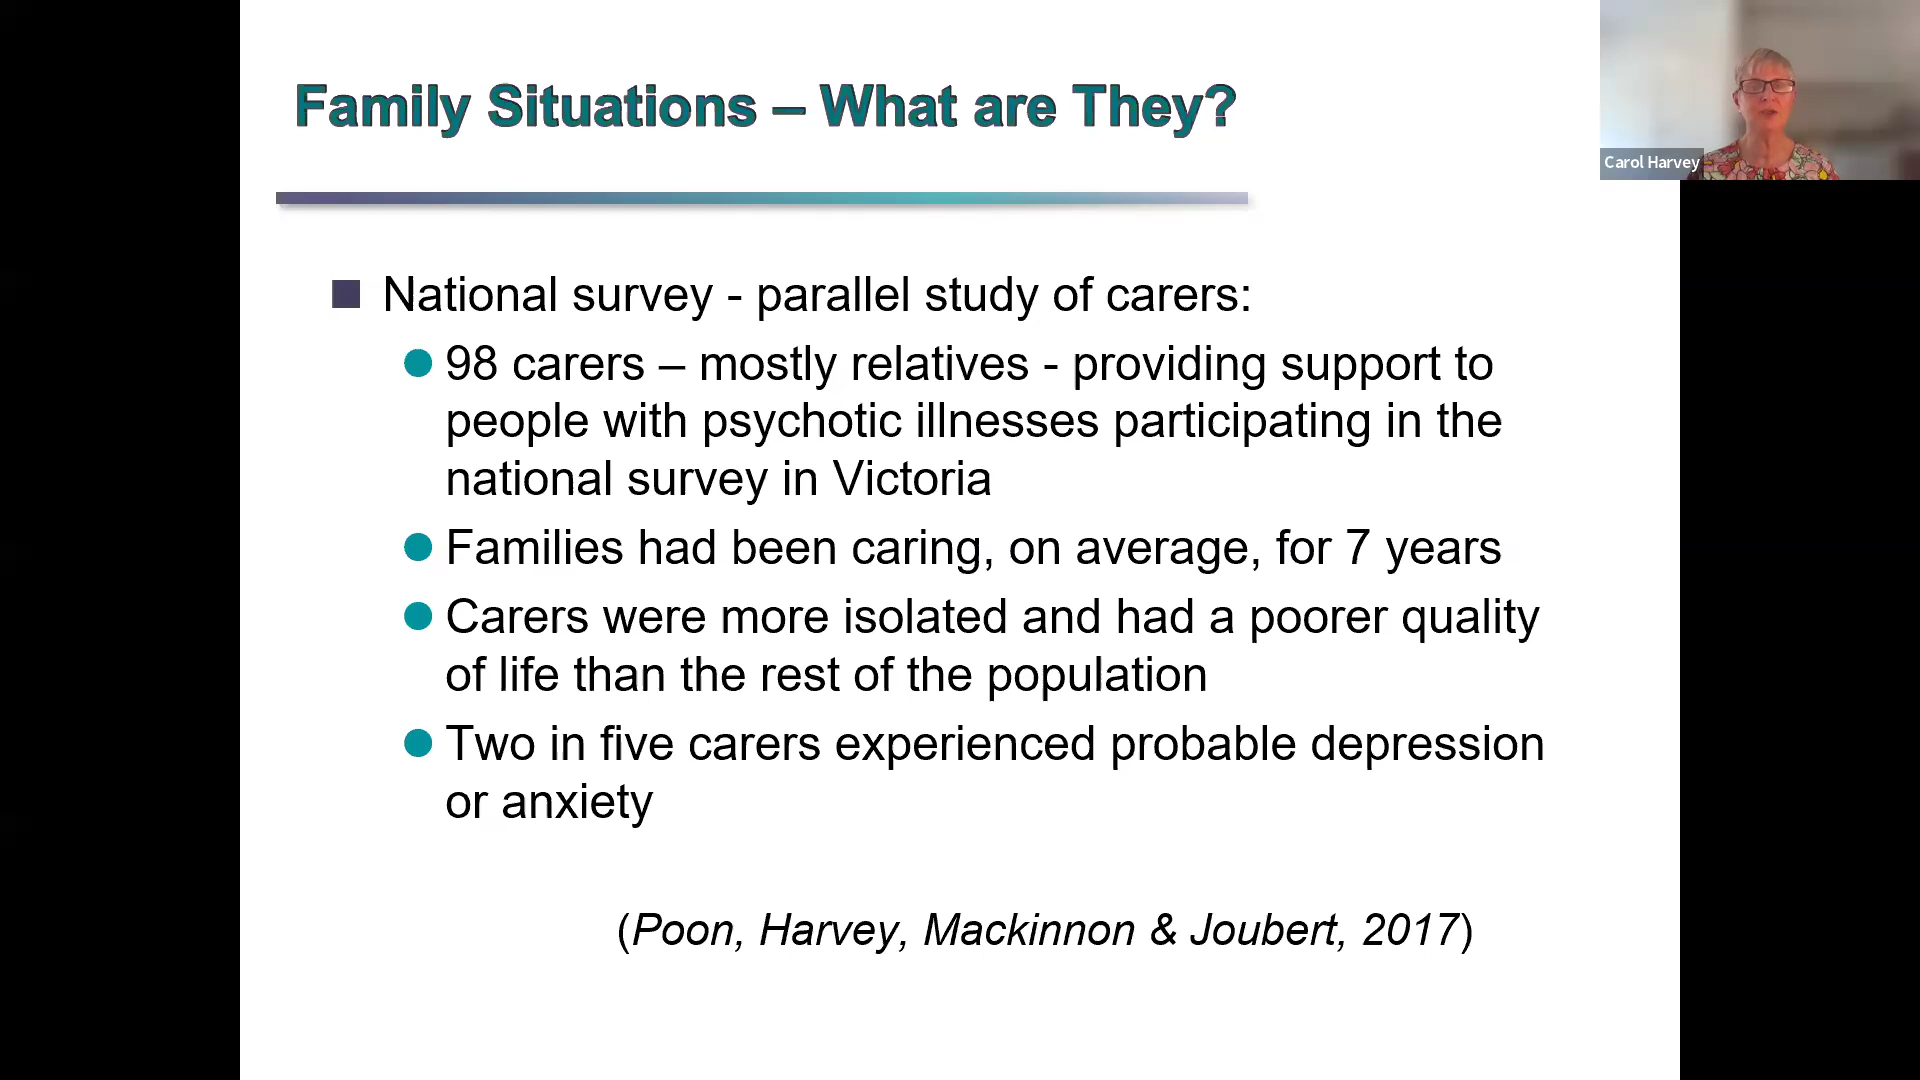 Family Situations – What are They?
Carol Harvey
National survey - parallel study of carers:
98 carers – mostly relatives - providing support to
people with psychotic illnesses participating in the
national survey in Victoria
Families had been caring, on average, for 7 years
Carers were more isolated and had a poorer quality
of life than the rest of the population
Two in five carers experienced probable depression
or anxiety
(Poon, Harvey, Mackinnon & Joubert, 2017)